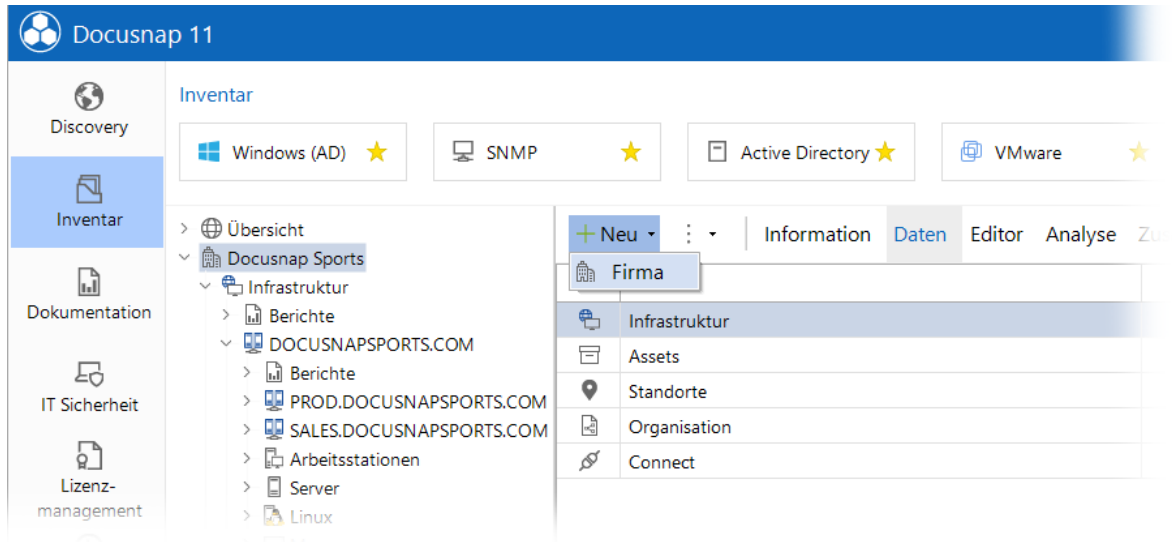 Docusnap 11
Discovery
Inventar
Dokumentation
IT Sicherheit
Lizenz-
management
Inventar
Windows (AD)
SNMP
Active Directory
VMware
Übersicht
Docusnap Sports
Infrastruktur
Berichte
DOCUSNAPSPORTS.COM
Berichte
PROD.DOCUSNAPSPORTS.COM
SALES.DOCUSNAPSPORTS.COM
Arbeitsstationen
Server
Linux
Neu
Information Daten Editor Analyse
Firma
Infrastruktur
Assets
Standorte
Organisation
Connect